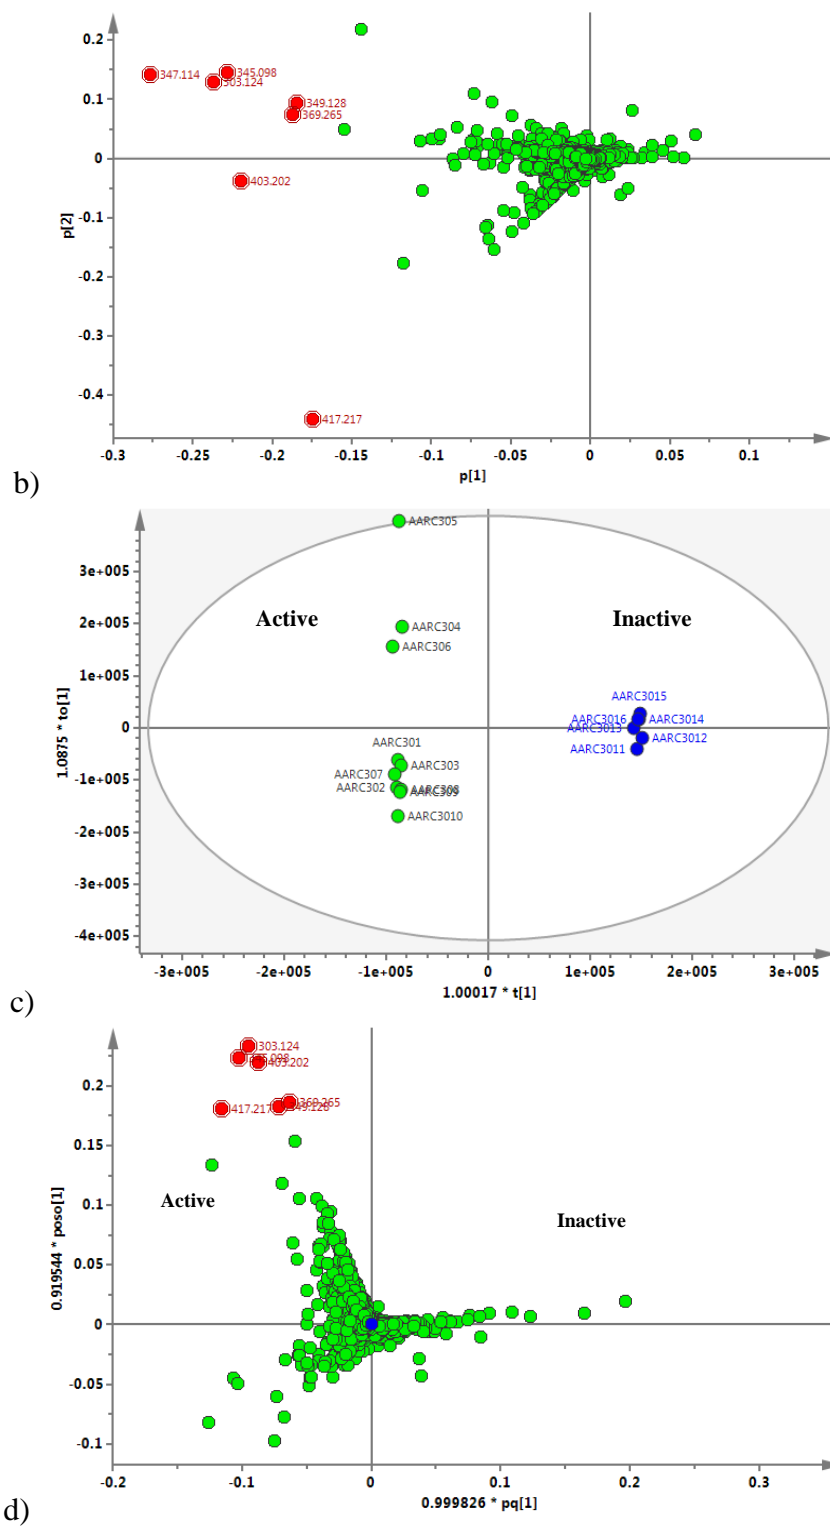 0.2
347.114
345.098
303.124
0.1
349.128
369.265
0
403.202
-0.1
p[2]
-0.2
-0.3
-0.4
417.217
-0.3 -0.25 -0.2 -0.15 -0.1 -0.05 0 0.05 0.1
p[1]
b)
AARC305
3e+005
Active Inactive
2e+005
AARC304
AARC306
1e+005
AARC3015
AARC3016 AARC3014
0
AARC3013
AARC3012
AARC301
AARC3011
AARC303
AARC307
-1e+005
AARC302
AARC309
AARC3010
-2e+005
-3e+005
-4e+005
1.0875 * to[1]
-3e+005 -2e+005 -1e+005 0 1e+005 2e+005 3e+005
1.00017 * t[1]
c)
303.124
403.202
0.2
369.265
417.217
0.15
Active
Inactive
0.1
0.05
0
-0.05
-0.1
0.919544 * poso[1]
-0.2 -0.1 0 0.1 0.2 0.3
0.999826 * pq[1]
d)